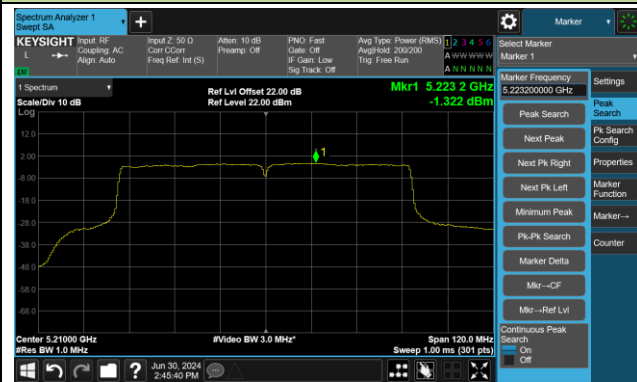 Spectrum Analyzer 1
Swept SA
Marker
KEYSIGHT
L
Input: RF
Coupling: AC
Align: Auto
Input Z: 50 Ω
Corr CCorr
Freq Ref: Int (S)
Atten: 10 dB
Preamp: Off
PNO: Fast
Gate: Off
IF Gain: Low
Sig Track: Off
Avg Type: Power (RMS)
Avg|Hold: 200/200
Trig: Free Run
1 2 3 4 5 6
A W W W W W
A N N N N N
Select Marker
Marker 1
1 Spectrum
Scale/Div 10 dB
Log
Ref Lvl Offset 22.00 dB
Ref Level 22.00 dBm
Mkr1 5.223 2 GHz
-1.322 dBm
1
12.0
2.00
-8.00
-18.0
-28.0
-38.0
-48.0
-58.0
-68.0
Center 5.21000 GHz
#Res BW 1.0 MHz
#Video BW 3.0 MHz*
Span 120.0 MHz
Sweep 1.00 ms (301 pts)
Marker Frequency
5.223200000 GHz
Peak Search
Next Peak
Next Pk Right
Next Pk Left
Minimum Peak
Pk-Pk Search
Marker Delta
Mkr→CF
Mkr→Ref Lvl
Continuous Peak
Search
On
Off
Settings
Peak
Search
Pk Search
Config
Properties
Marker
Function
Marker→
Counter
Jun 30, 2024
2:45:40 PM